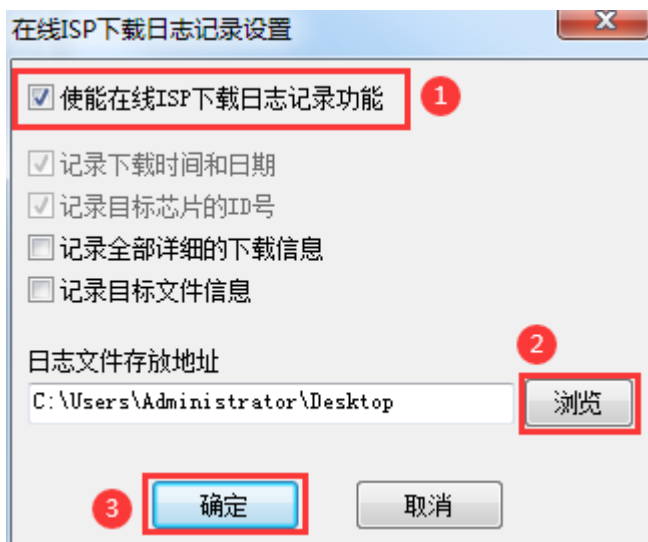 在线ISP下载日志记录设置
使能在线ISP下载日志记录功能 1
记录下载时间和日期
记录目标芯片的ID号
记录全部详细的下载信息
记录目标文件信息
日志文件存放地址
2
C:\Users\Administrator\Desktop 浏览
3 确定 取消